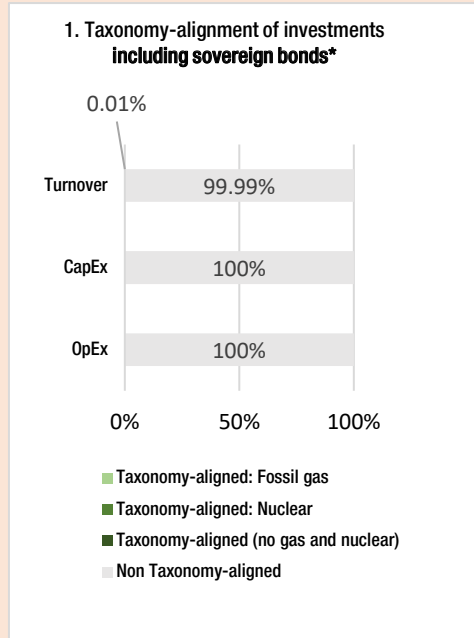 1. Taxonomy-alignment of investments
including sovereign bonds*
0.01%
Turnover 99.99%
CapEx 100%
OpEx 100%
0% 50% 100%
Taxonomy-aligned: Fossil gas
Taxonomy-aligned: Nuclear
Taxonomy-aligned (no gas and nuclear)
Non Taxonomy-aligned